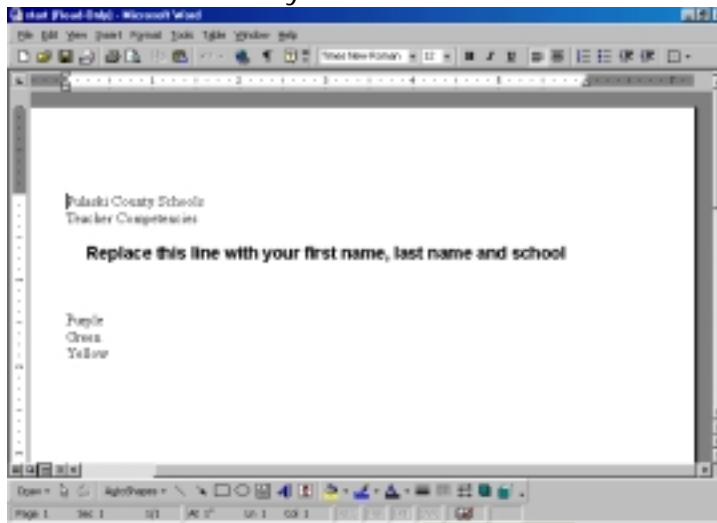 start (Read-Only) - Microsoft Word
File Edit View Insert Format Tools Table Window Help
Times New Roman 12 B I U
Pulaski County Schools
Teacher Competencies
Replace this line with your first name, last name and school
Purple
Green
Yellow
Draw AutoShapes
Page 1 Sec 1 1/1 At 1" Ln 1 Col 1